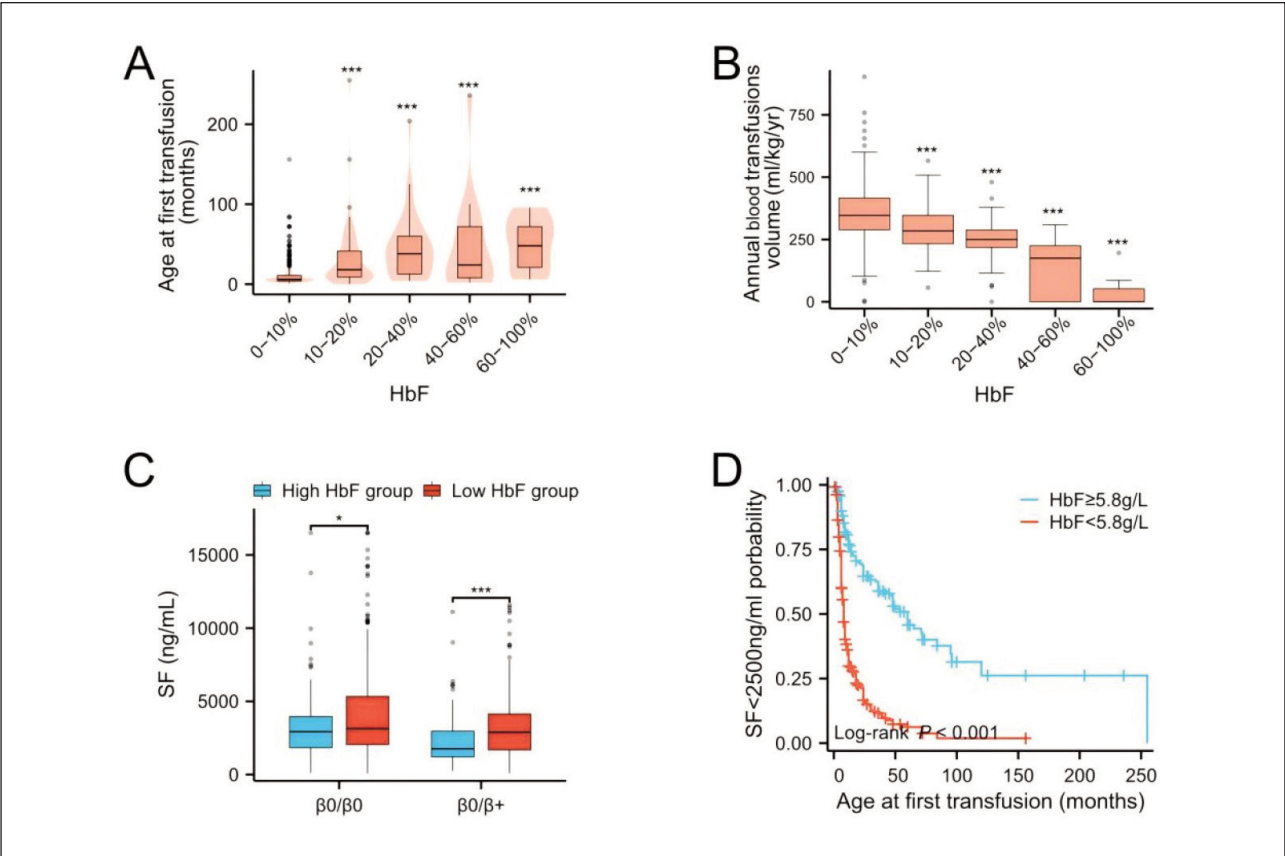 A
Age at first transfusion
(months)
200
100
0
***
***
***
***
0−10%
10−20%
20−40%
40−60%
60−100%
HbF
B
Annual blood transfusions
volume (ml/kg/yr)
750
500
250
0
***
***
***
***
0−10%
10−20%
20−40%
40−60%
60−100%
HbF
C
High HbF group
Low HbF group
SF (ng/mL)
15000
10000
5000
0
*
***
β0/β0
β0/β+
D
SF<2500ng/ml porbability
1.00
0.75
0.50
0.25
0.00
HbF≥5.8g/L
HbF<5.8g/L
Log-rank P < 0.001
0 50 100 150 200 250
Age at first transfusion (months)